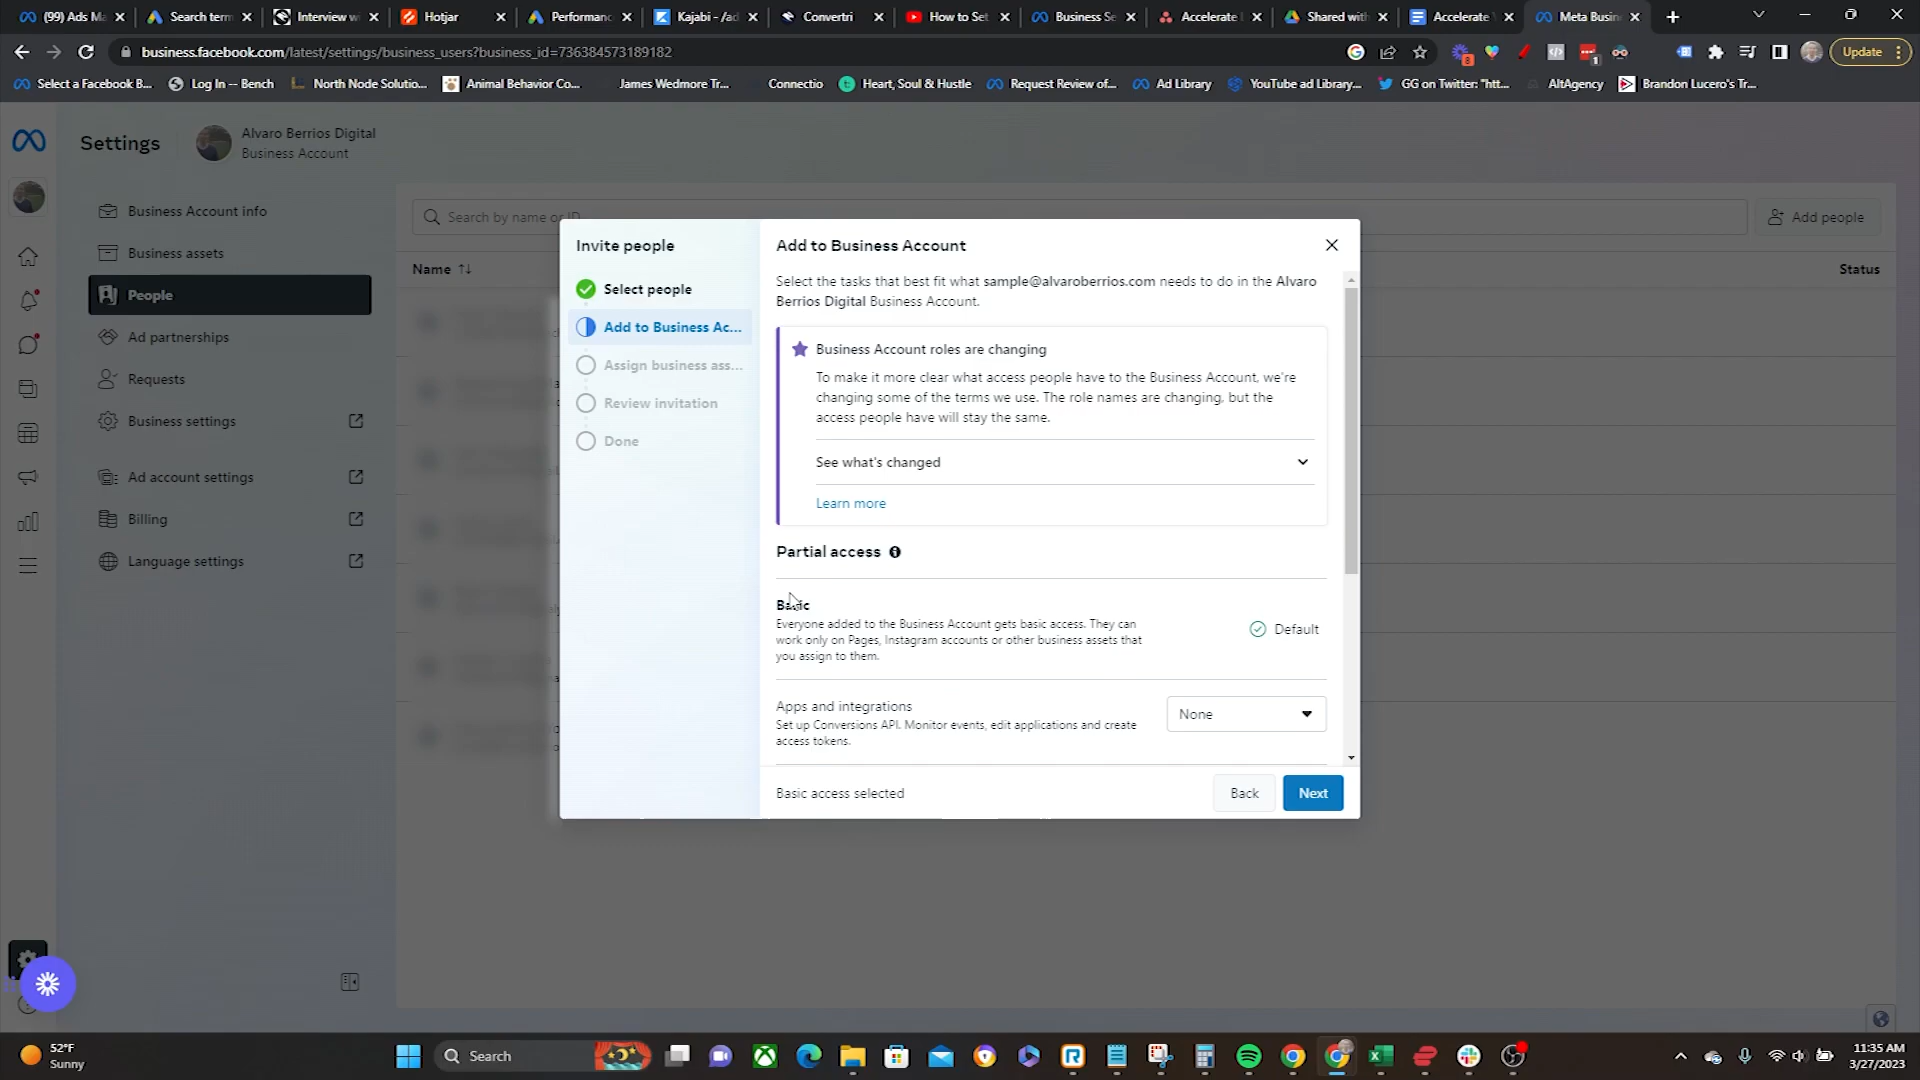 (99) Ads Ma
Search term
Interview w
Hotjar
Performanc
Kajabi - /ad
Convertri
How to Set
Business Se
Accelerate
Shared with
Accelerate
Meta Busin
business.facebook.com/latest/settings/business_users?business_id=736384573189182
Update
Select a Facebook B...
Log In — Bench
North Node Solutio...
Animal Behavior Co...
James Wedmore Tr...
Connectio
Heart, Soul & Hustle
Request Review of...
Ad Library
YouTube ad Library...
GG on Twitter: "htt...
AltAgency
Brandon Lucero's Tr...
Settings
Alvaro Berrios Digital
Business Account
Business Account info
Business assets
People
Ad partnerships
Requests
Business settings
Ad account settings
Billing
Language settings
Search by name or ID
Add people
Name
Status
Invite people
Select people
Add to Business Ac...
Assign business ass...
Review invitation
Done
Add to Business Account
Select the tasks that best fit what sample@alvaroberrios.com needs to do in the Alvaro
Berrios Digital Business Account.
Business Account roles are changing
To make it more clear what access people have to the Business Account, we're
changing some of the terms we use. The role names are changing, but the
access people have will stay the same.
See what's changed
Learn more
Partial access
Basic
Everyone added to the Business Account gets basic access. They can
work only on Pages, Instagram accounts or other business assets that
you assign to them.
Default
Apps and integrations
Set up Conversions API. Monitor events, edit applications and create
access tokens.
None
Basic access selected
Back
Next
52°F
Sunny
Search
11:35 AM
3/27/2023